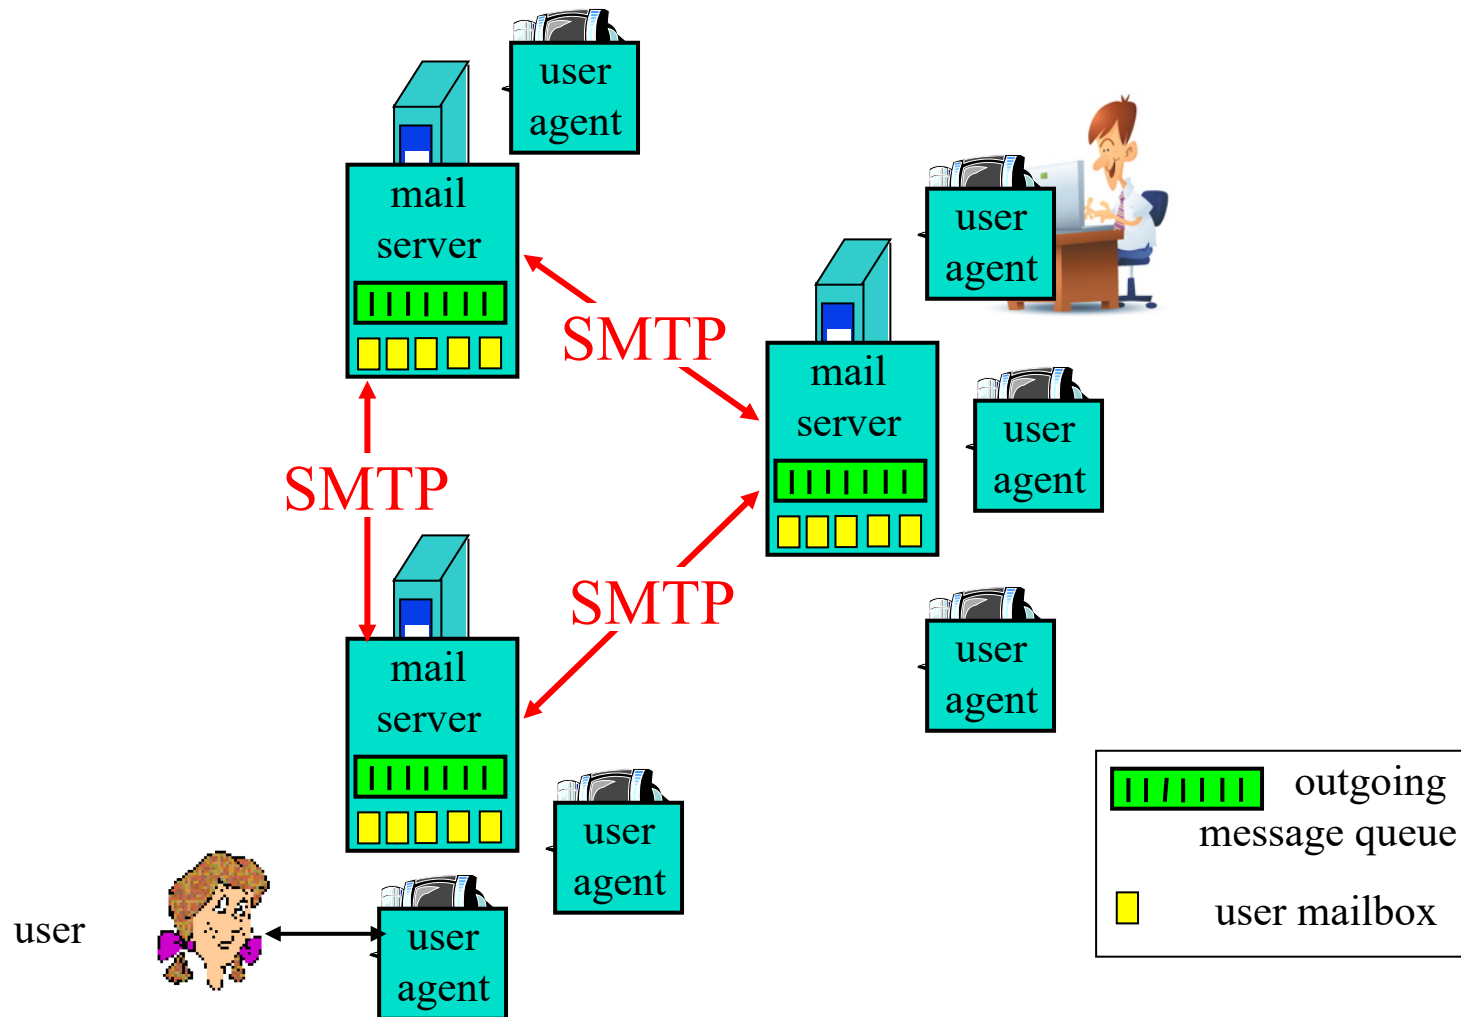 user
agent
mail
server
user
agent
SMTP
mail
server
user
agent
SMTP
SMTP
user
agent
mail
server
outgoing
message queue
user
agent
user mailbox
user
user
agent